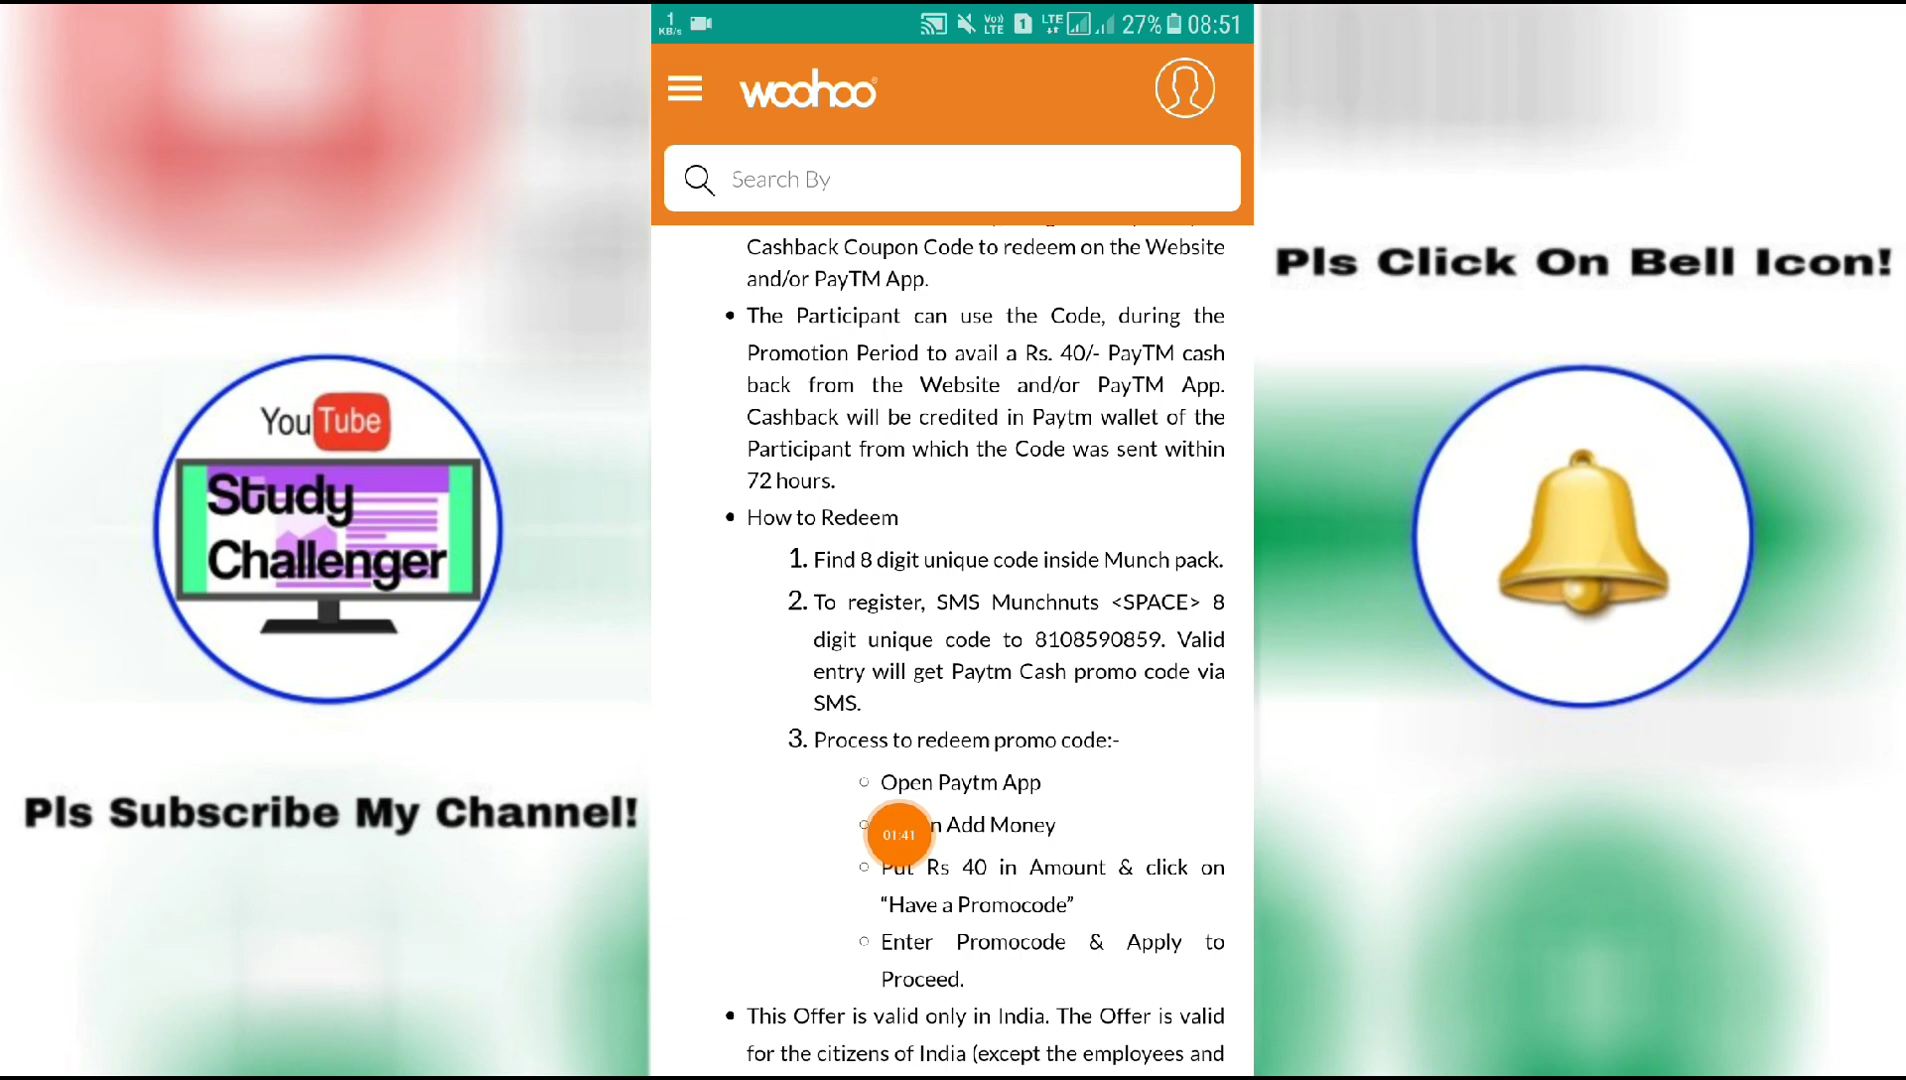 1
KB/s
Vo))
LTE
1
LTE
27%
08:51
woohoo
Search By
Cashback Coupon Code to redeem on the Website
and/or PayTM App.
• The Participant can use the Code, during the
Promotion Period to avail a Rs. 40/- PayTM cash
back from the Website and/or PayTM App.
Cashback will be credited in Paytm wallet of the
Participant from which the Code was sent within
72 hours.
• How to Redeem
1. Find 8 digit unique code inside Munch pack.
2. To register, SMS Munchnuts <SPACE> 8
digit unique code to 8108590859. Valid
entry will get Paytm Cash promo code via
SMS.
3. Process to redeem promo code:-
○ Open Paytm App
○ Add Money
01:41
○ Put Rs 40 in Amount & click on
“Have a Promocode”
○ Enter Promocode & Apply to
Proceed.
• This Offer is valid only in India. The Offer is valid
for the citizens of India (except the employees and
YouTube
Study
Challenger
Pls Subscribe My Channel!
Pls Click On Bell Icon!